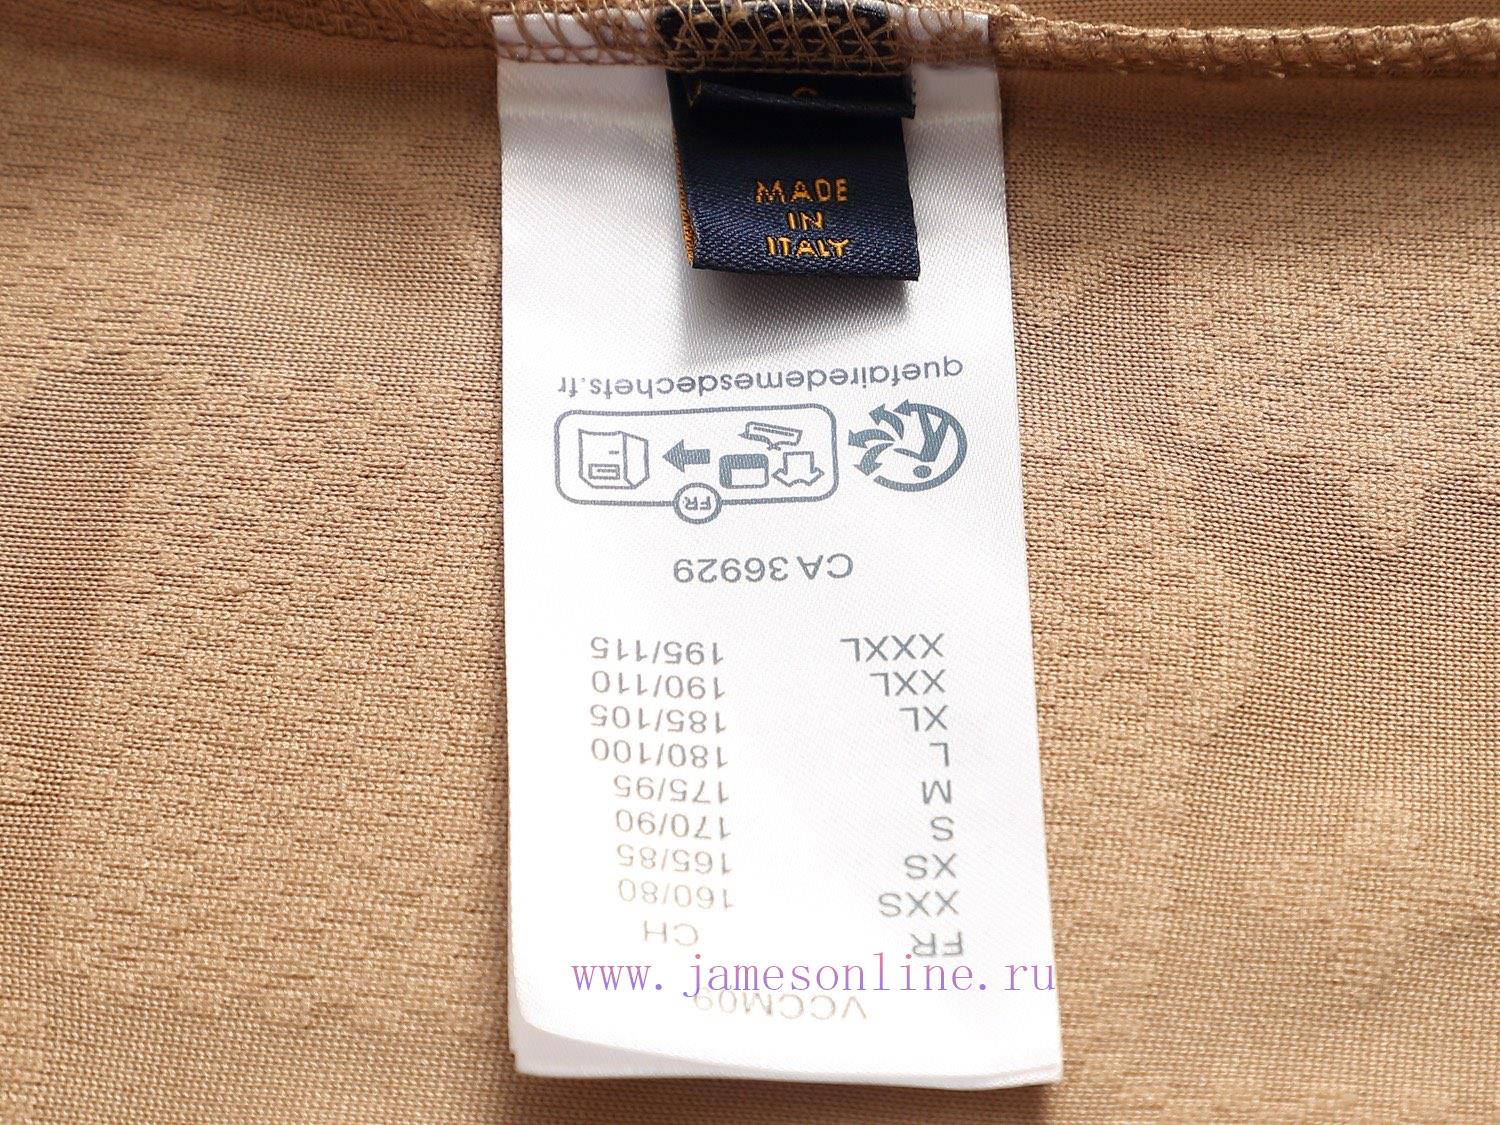 MADE
IN
ITALY
VCCM09
FR CH
XXS 160/80
XS 165/85
S 170/90
M 175/95
L 180/100
XL 185/105
XXL 190/110
XXXL 195/115
CA 36929
FR
quefairedemesdechets.fr
www.jamesonline.ru